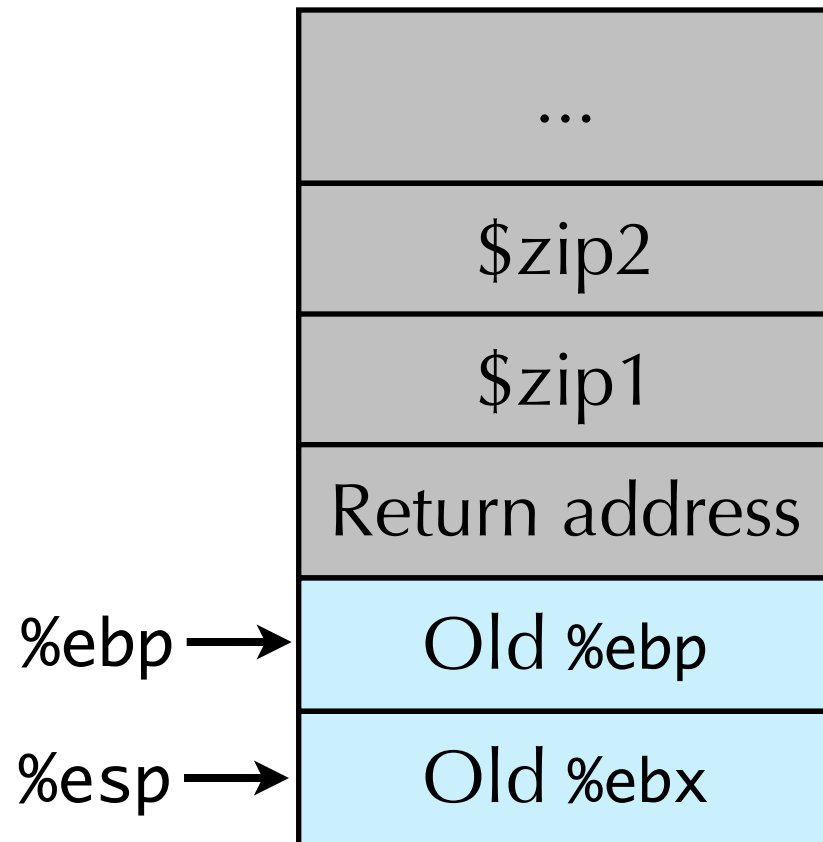 ...
$zip2
$zip1
Return address
%ebp Old %ebp
%esp Old %ebx